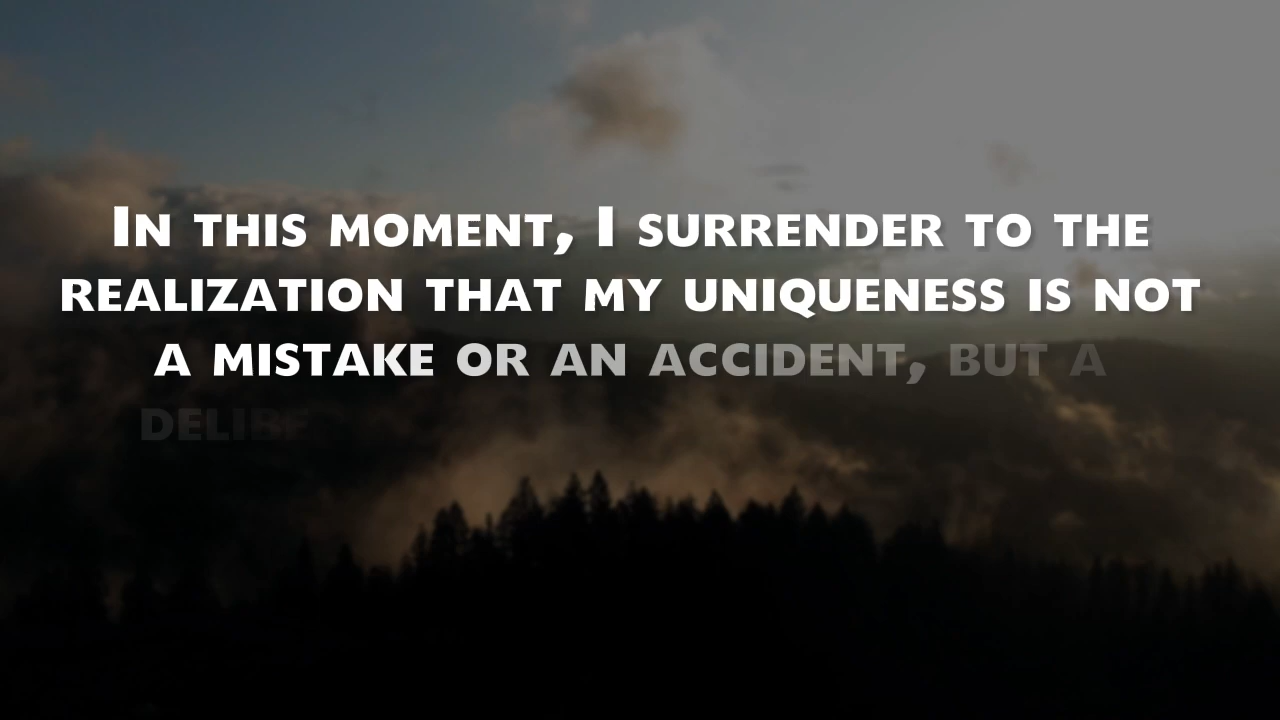 In this moment, I surrender to the
realization that my uniqueness is not
a mistake or an accident, but a